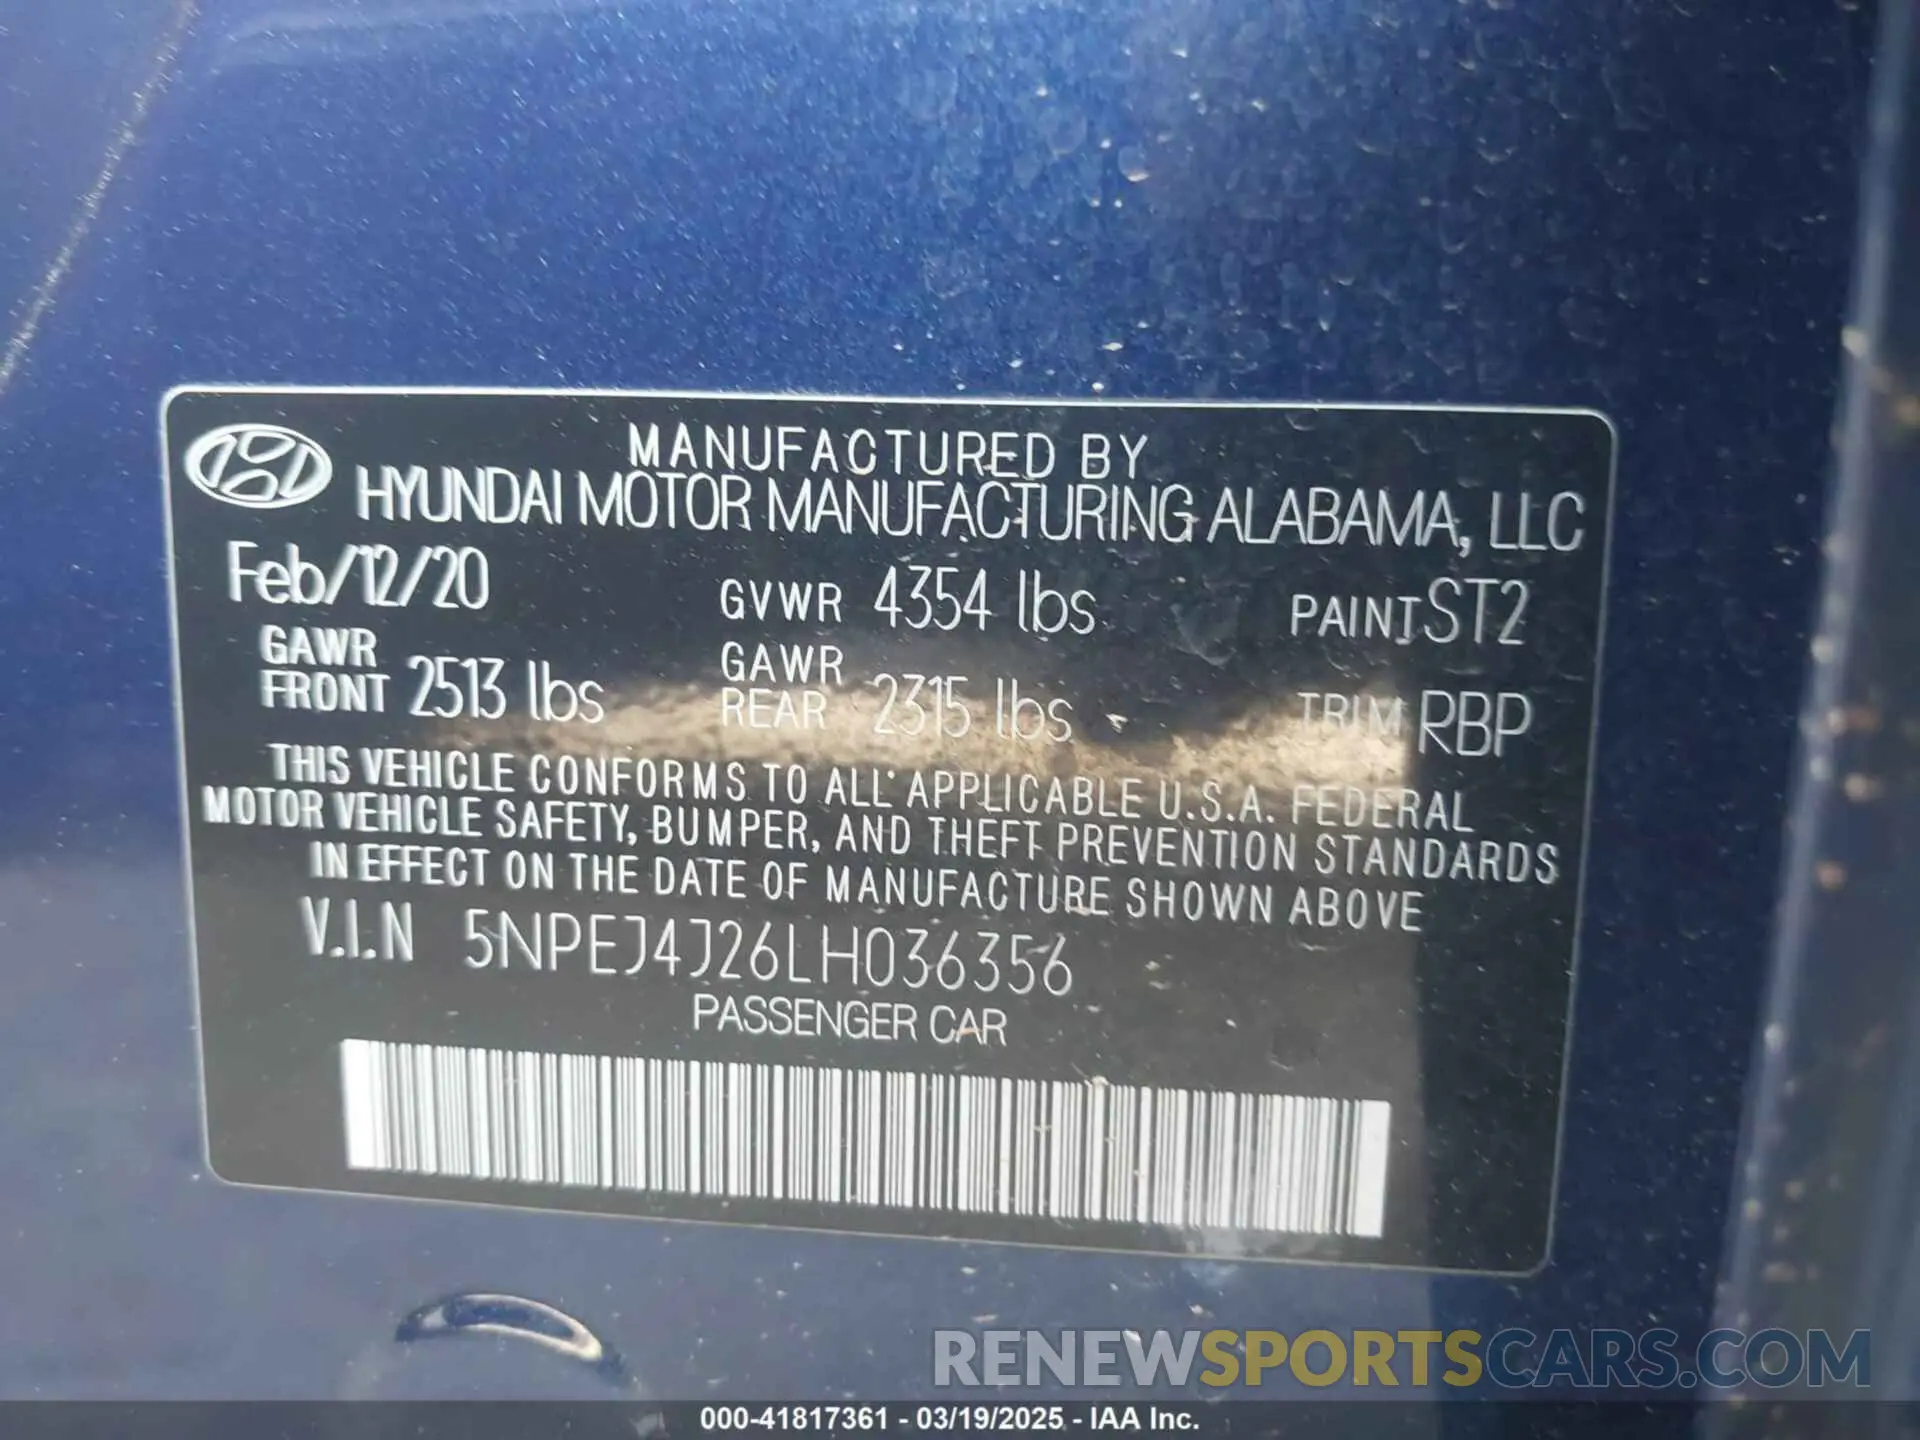 MANUFACTURED BY
HYUNDAI MOTOR MANUFACTURING ALABAMA, LLC
Feb/12/20 GVWR 4354 lbs PAINT ST2
GAWR FRONT 2513 lbs GAWR REAR 2315 lbs TRIM RBP
THIS VEHICLE CONFORMS TO ALL APPLICABLE U.S.A. FEDERAL
MOTOR VEHICLE SAFETY, BUMPER, AND THEFT PREVENTION STANDARDS
IN EFFECT ON THE DATE OF MANUFACTURE SHOWN ABOVE
V.I.N 5NPEJ4J26LH036356
PASSENGER CAR
RENEWSPORTSCARS.COM
000-41817361 - 03/19/2025 - IAA Inc.